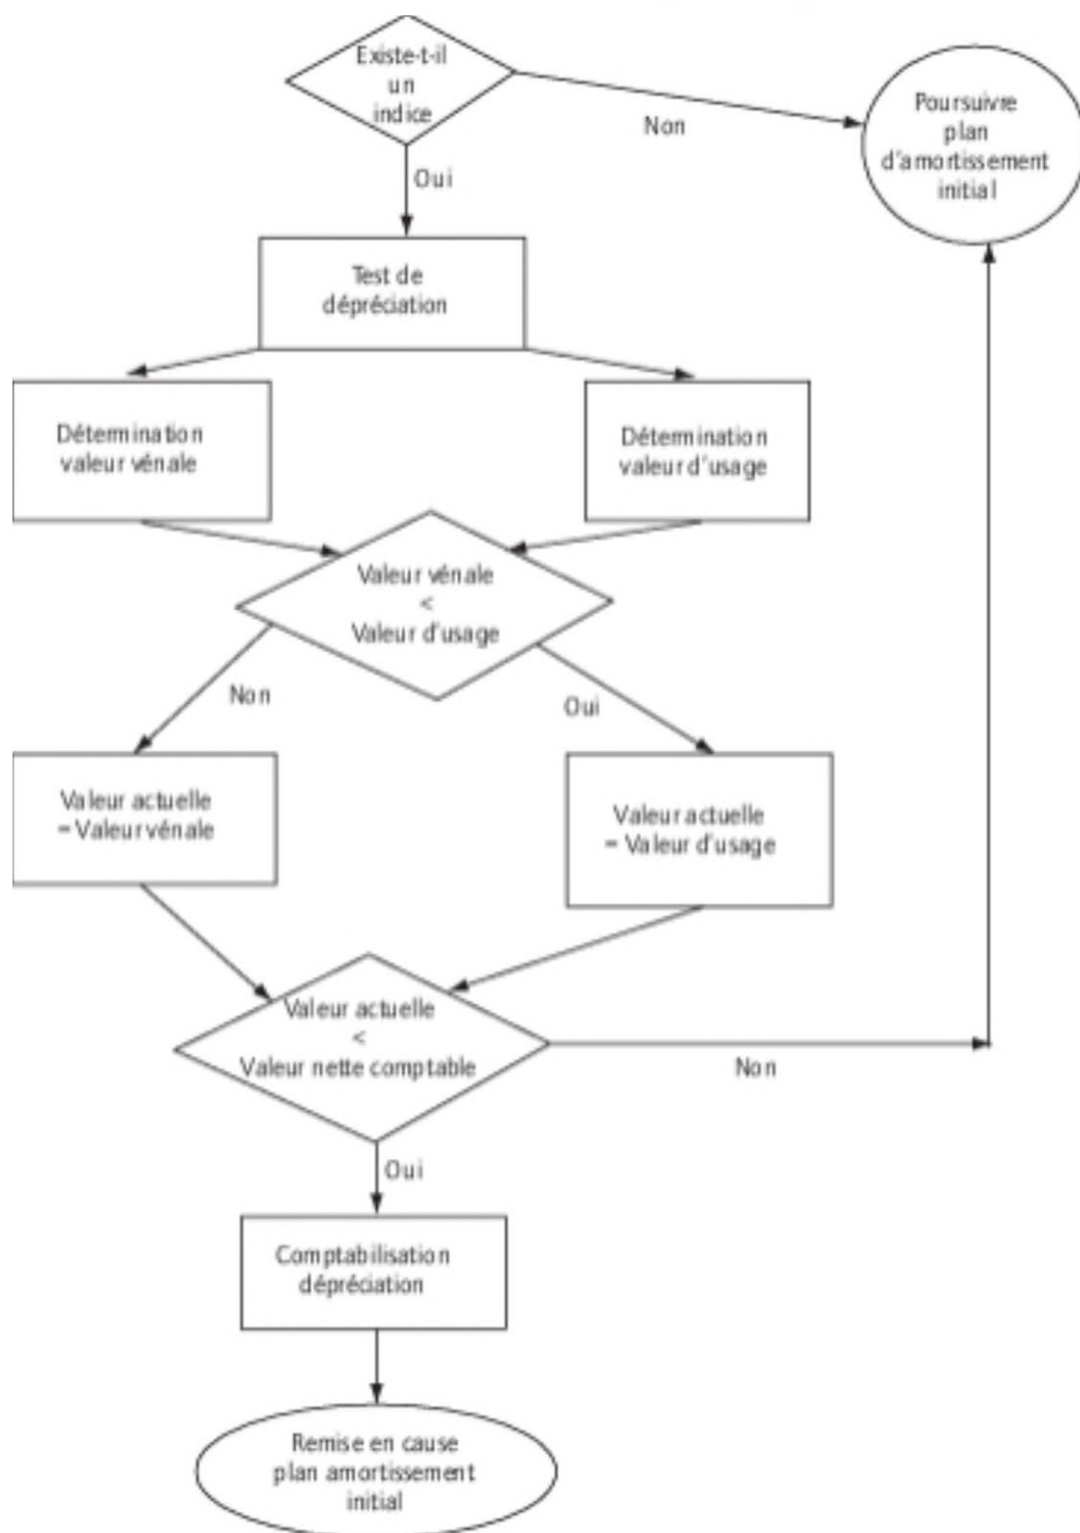 Existe-t-il
un
indice
Non
Poursuivre
plan
d'amortissement
initial
Oui
Test de
dépréciation
Détermination
valeur vénale
Détermination
valeur d'usage
Valeur vénale
<
Valeur d'usage
Non
Oui
Valeur actuelle
= Valeur vénale
Valeur actuelle
= Valeur d'usage
Valeur actuelle
<
Valeur nette comptable
Non
Oui
Comptabilisation
dépréciation
Remise en cause
plan amortissement
initial